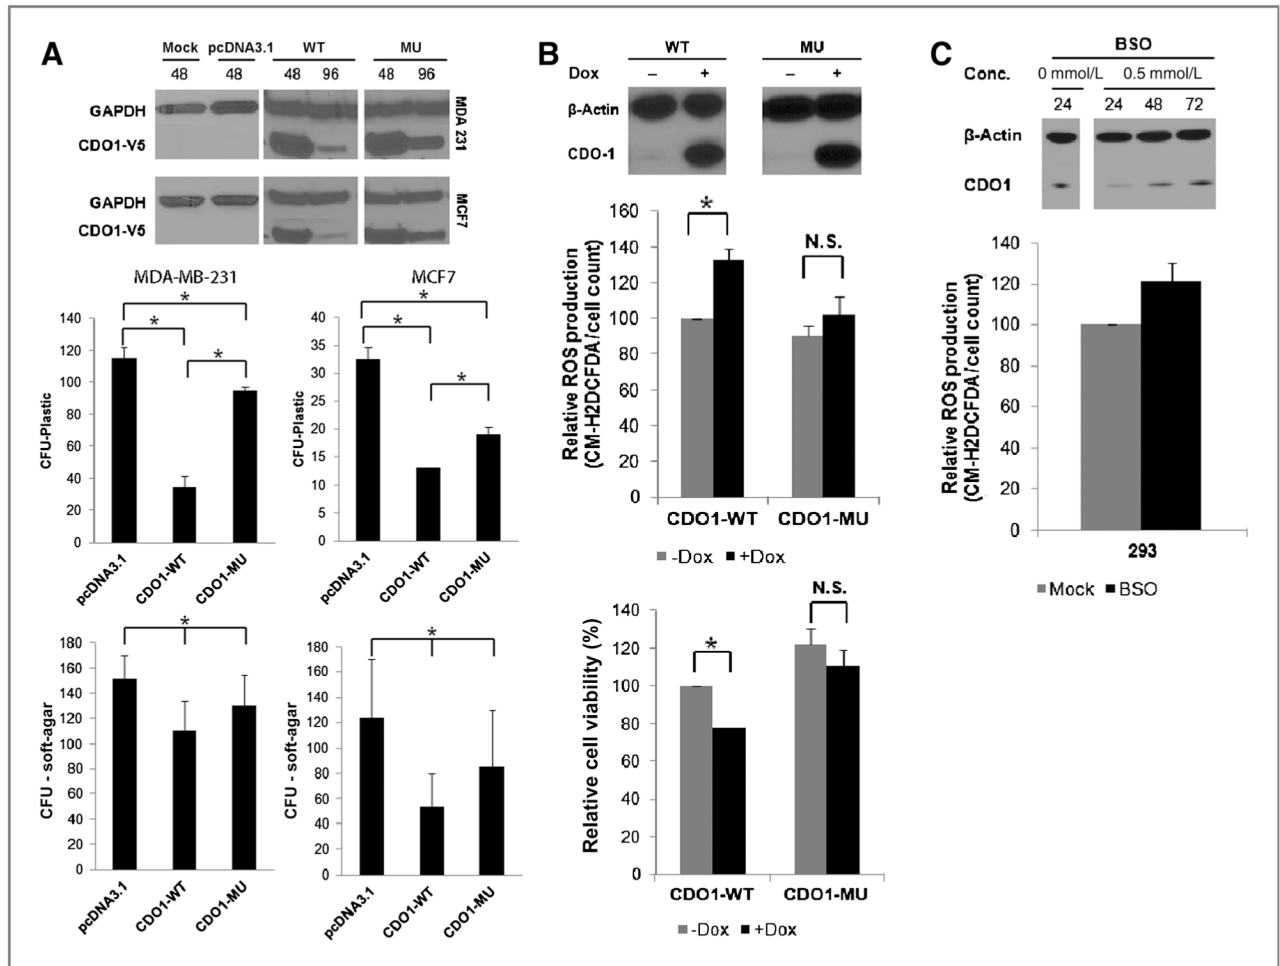 A
Mock pcDNA3.1 WT MU
48 48 48 96 48 96
GAPDH
CDO1-V5
MDA 231
GAPDH
CDO1-V5
MCF7
MDA-MB-231
*
*
*
CFU-Plastic
140
120
100
80
60
40
20
0
pcDNA3.1
CDO1-WT
CDO1-MU
MCF7
*
*
*
CFU-Plastic
40
35
30
25
20
15
10
5
0
pcDNA3.1
CDO1-WT
CDO1-MU
*
CFU - soft-agar
180
160
140
120
100
80
60
40
20
0
pcDNA3.1
CDO1-WT
CDO1-MU
*
CFU - soft-agar
180
160
140
120
100
80
60
40
20
0
pcDNA3.1
CDO1-WT
CDO1-MU
B
WT MU
Dox – + – +
β-Actin
CDO-1
*
N.S.
Relative ROS production
(CM-H2DCFDA/cell count)
160
140
120
100
80
60
40
20
0
CDO1-WT CDO1-MU
-Dox +Dox
*
N.S.
Relative cell viability (%)
140
120
100
80
60
40
20
0
CDO1-WT CDO1-MU
-Dox +Dox
C
BSO
Conc. 0 mmol/L 0.5 mmol/L
24 24 48 72
β-Actin
CDO1
Relative ROS production
(CM-H2DCFDA/cell count)
140
120
100
80
60
40
20
0
293
Mock BSO